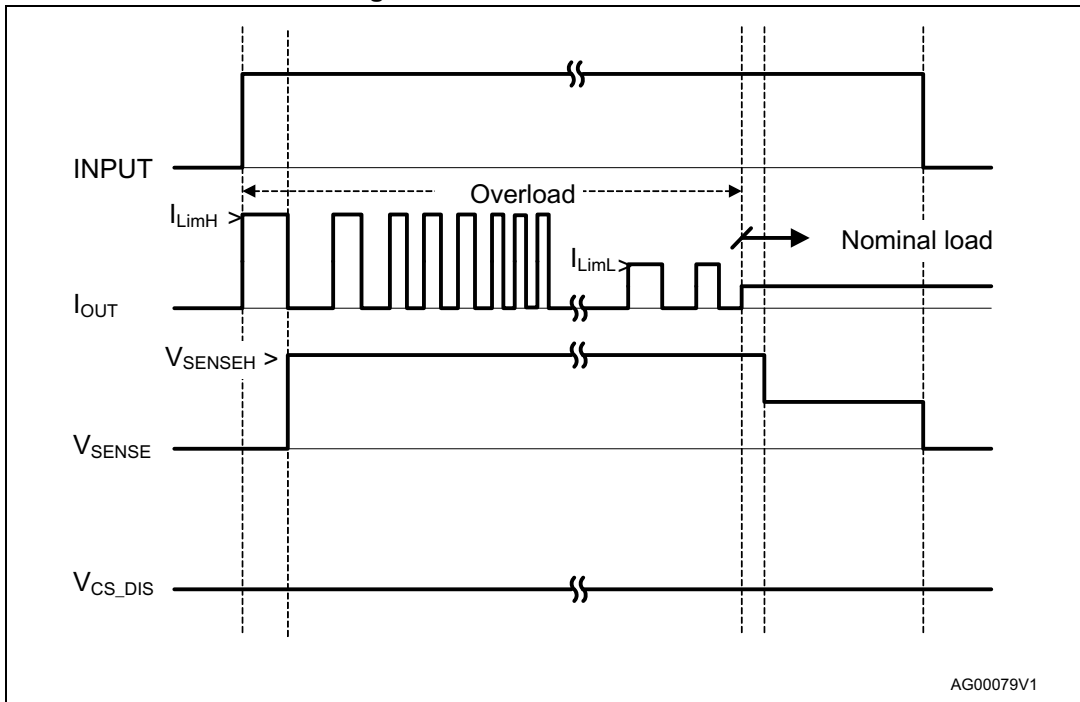 INPUT
Overload
I_LimH >
Nominal load
I_LimL >
I_OUT
V_SENSEH >
V_SENSE
V_CS_DIS
AG00079V1